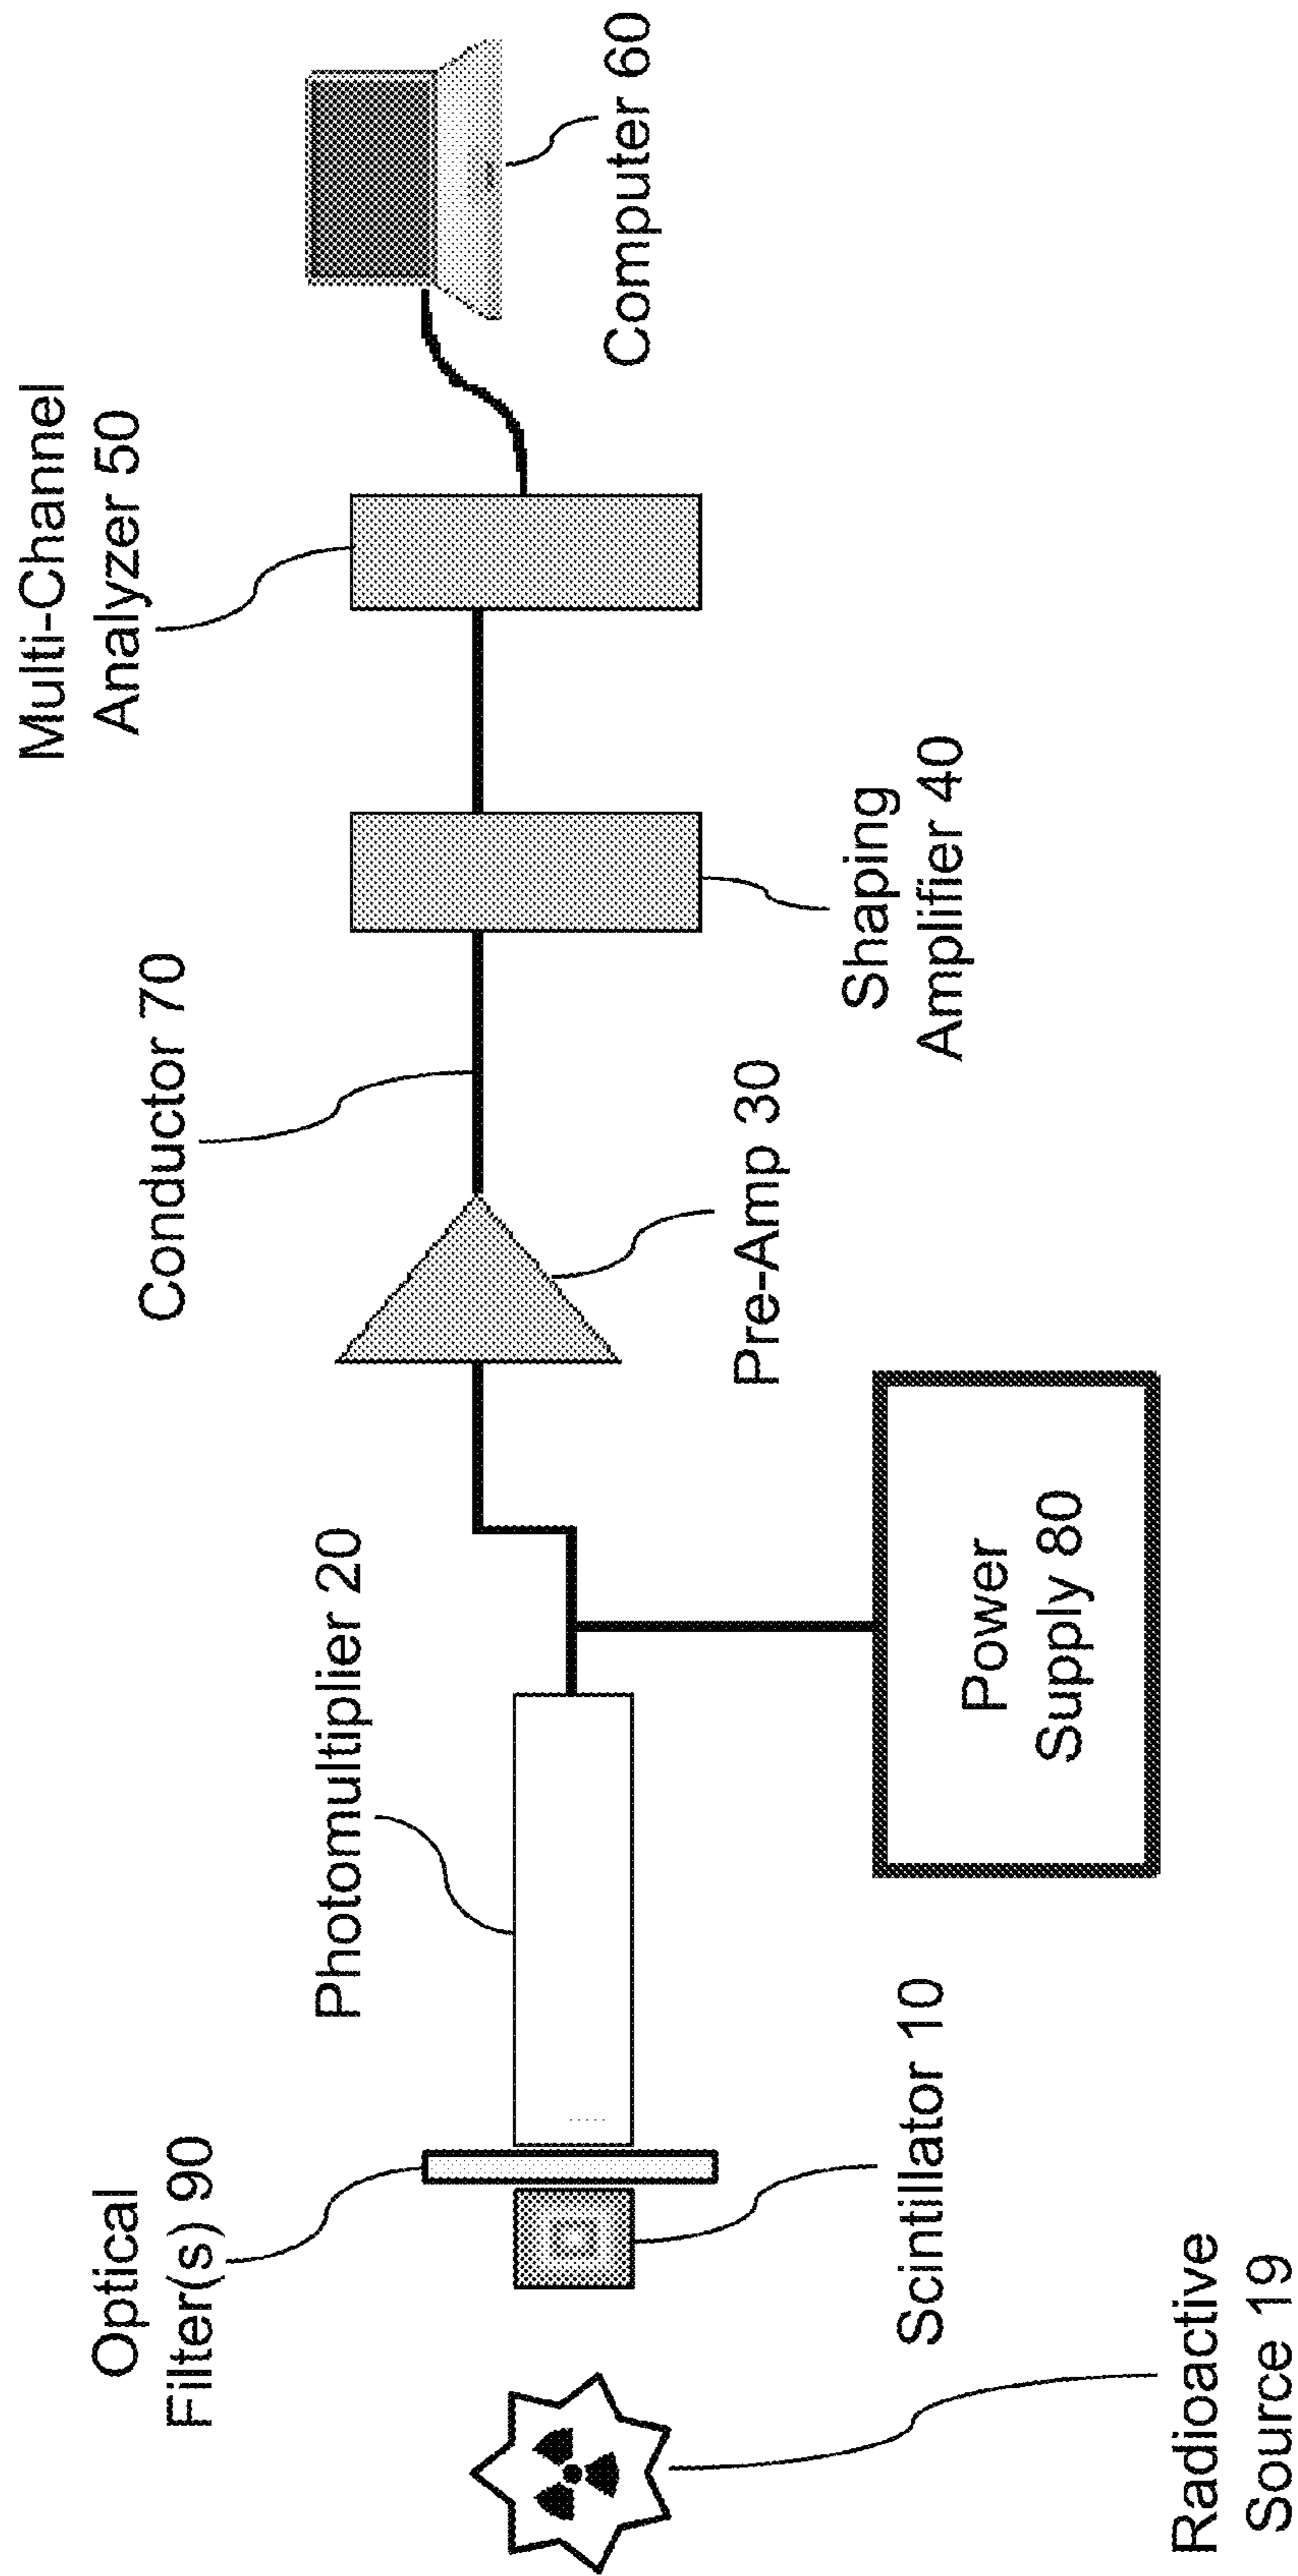 Optical
Filter(s) 90
Photomultiplier 20
Conductor 70
Multi-Channel
Analyzer 50
Radioactive
Source 19
Scintillator 10
Power
Supply 80
Pre-Amp 30
Shaping
Amplifier 40
Computer 60